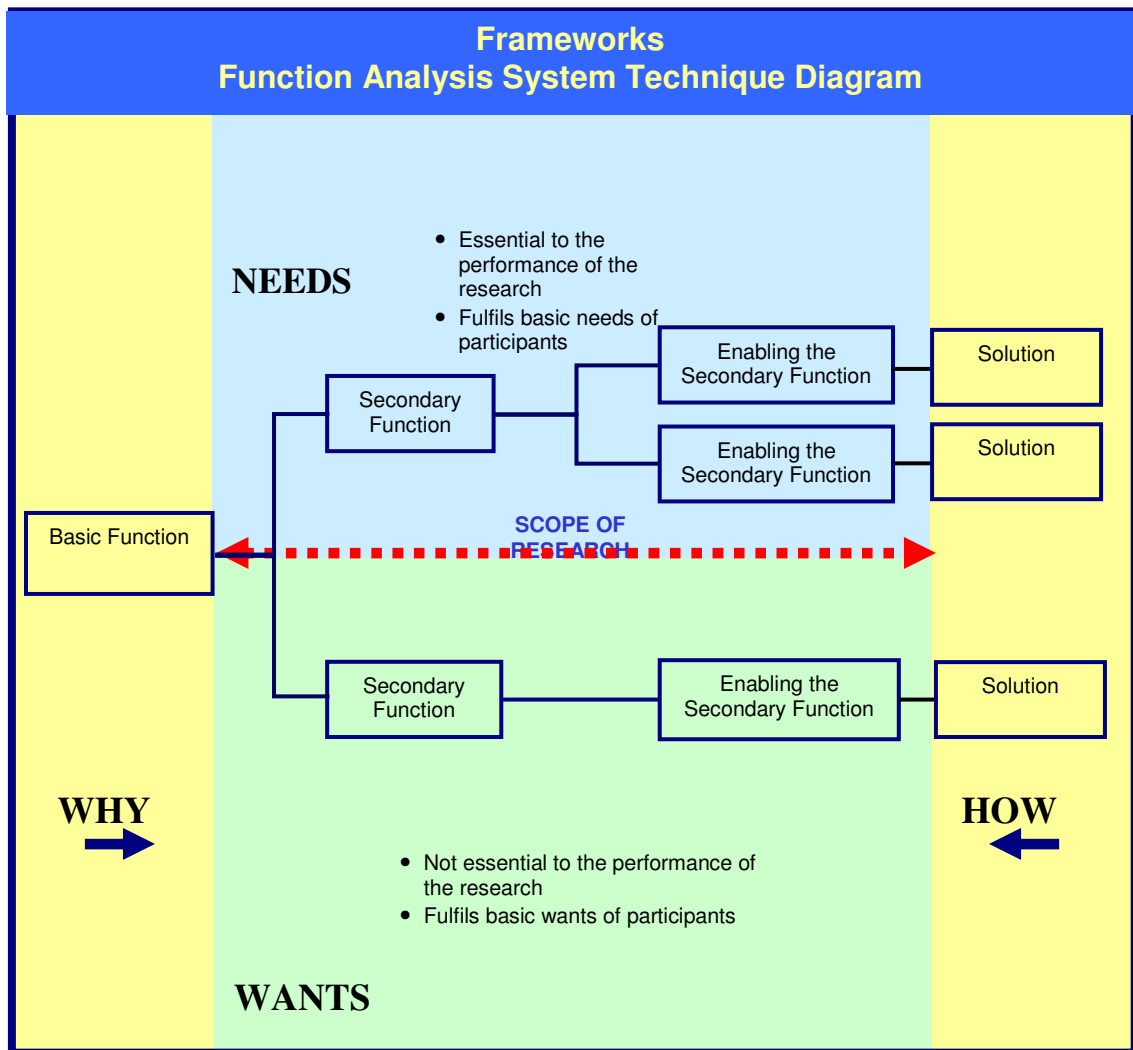 Frameworks
Function Analysis System Technique Diagram
NEEDS
• Essential to the
performance of the
research
• Fulfils basic needs of
participants
Enabling the
Secondary Function
Solution
Secondary
Function
Enabling the
Secondary Function
Solution
Basic Function
SCOPE OF
RESEARCH
Secondary
Function
Enabling the
Secondary Function
Solution
WHY
HOW
• Not essential to the performance of
the research
• Fulfils basic wants of participants
WANTS